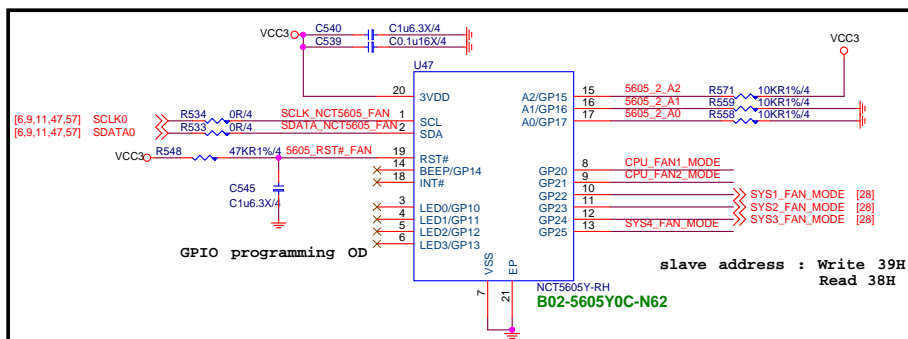 VCC3
C540 C1u6.3X/4
C539 C0.1u16X/4
VCC3
U47
20 3VDD
A2/GP15 15 5605_2_A2 R571 10KR1%/4
A1/GP16 16 5605_2_A1 R559 10KR1%/4
A0/GP17 17 5605_2_A0 R558 10KR1%/4
[6,9,11,47,57] SCLK0 R534 0R/4 SCLK_NCT5605_FAN 1 SCL
[6,9,11,47,57] SDATA0 R533 0R/4 SDATA_NCT5605_FAN 2 SDA
VCC3 R548 47KR1%/4 5605_RST#_FAN 19 RST#
14 BEEP/GP14
18 INT#
C545
C1u6.3X/4
GP20 8 CPU_FAN1_MODE
GP21 9 CPU_FAN2_MODE
GP22 10 SYS1_FAN_MODE [28]
GP23 11 SYS2_FAN_MODE [28]
GP24 12 SYS3_FAN_MODE [28]
GP25 13 SYS4_FAN_MODE
3 LED0/GP10
4 LED1/GP11
5 LED2/GP12
6 LED3/GP13
GPIO programming OD
VSS EP
7 21
NCT5605Y-RH
B02-5605Y0C-N62
slave address : Write 39H
Read 38H